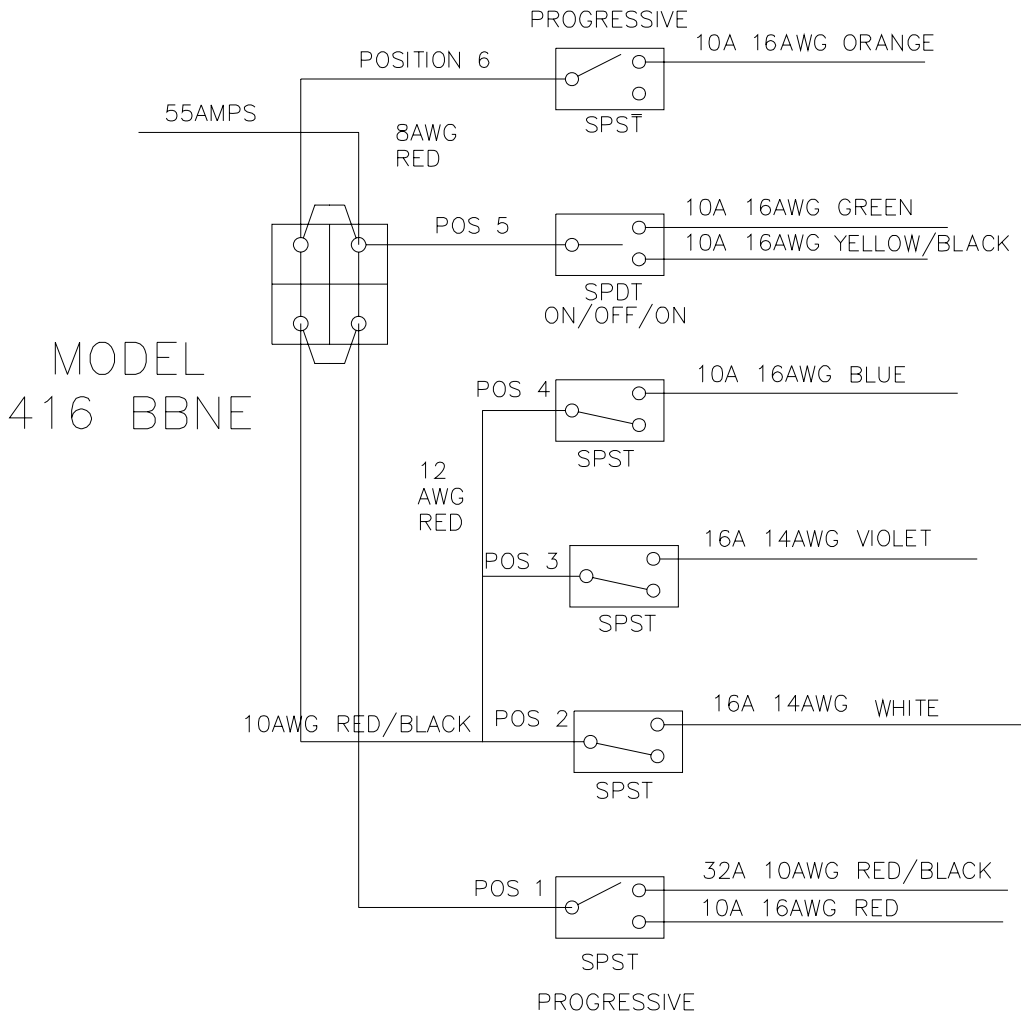 PROGRESSIVE
10A 16AWG ORANGE
POSITION 6
55AMPS
SPST
8AWG
RED
10A 16AWG GREEN
POS 5
10A 16AWG YELLOW/BLACK
SPDT
ON/OFF/ON
MODEL
416 BBNE
10A 16AWG BLUE
POS 4
SPST
12
AWG
RED
16A 14AWG VIOLET
POS 3
SPST
16A 14AWG WHITE
10AWG RED/BLACK
POS 2
SPST
32A 10AWG RED/BLACK
POS 1
10A 16AWG RED
SPST
PROGRESSIVE